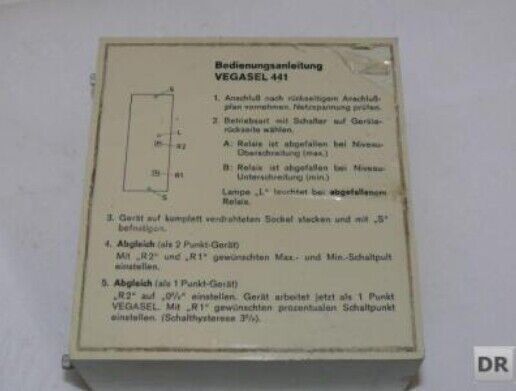 Bedienungsanleitung
VEGASEL 441
1. Anschluß nach rückseitigem Anschluß-
plan vornehmen. Netzspannung prüfen.
2. Betriebsart mit Schalter auf Geräte-
rückseite wählen.
A: Relais ist abgefallen bei Niveau-
Überschreitung (max.)
B: Relais ist abgefallen bei Niveau-
Unterschreitung (min.)
Lampe „L" leuchtet bei abgefallenem
Relais.
S
L
R2
R1
S
3. Gerät auf komplett verdrahteten Sockel stecken und mit „S"
befestigen.
4. Abgleich (als 2 Punkt-Gerät)
Mit „R2" und „R1" gewünschten Max.- und Min.-Schaltpult
einstellen.
5. Abgleich (als 1 Punkt-Gerät)
„R2" auf „0%" einstellen. Gerät arbeitet jetzt als 1 Punkt
VEGASEL. Mit „R1" gewünschten prozentualen Schaltpunkt
einstellen. (Schalthysterese 3%).
DR